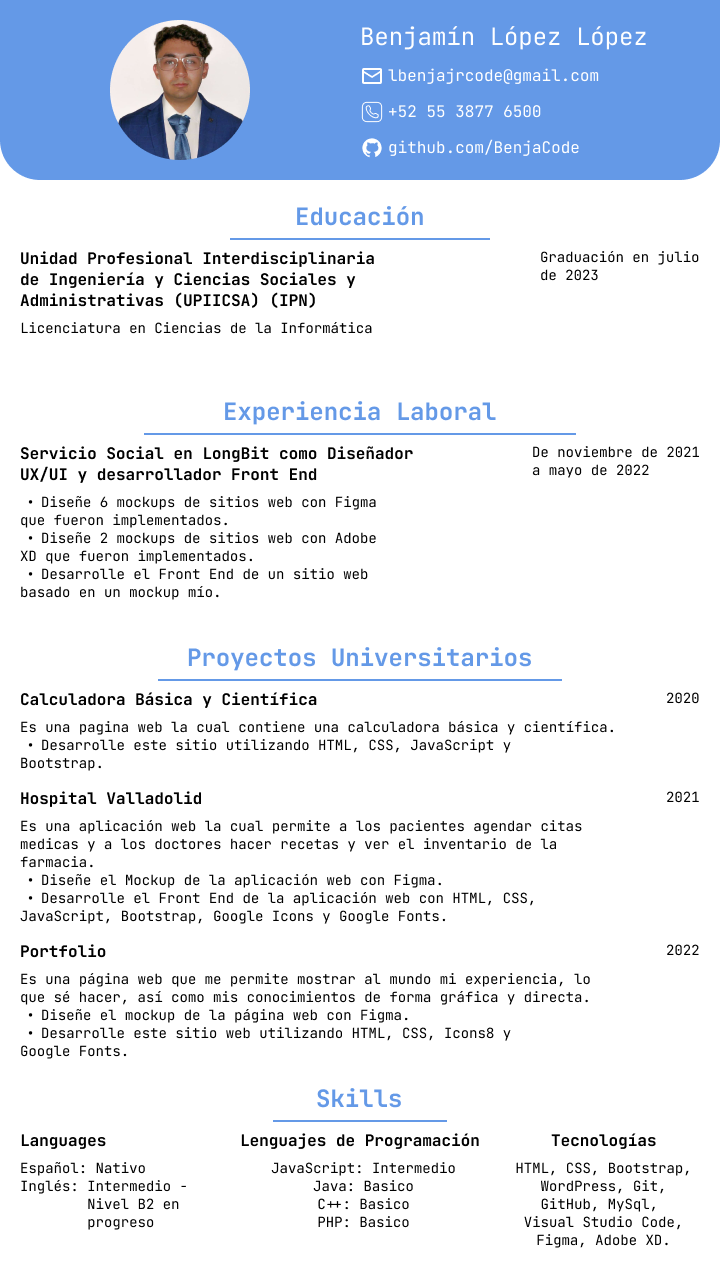 Benjamín López López
lbenjajrcode@gmail.com
+52 55 3877 6500
github.com/BenjaCode
Educación
Unidad Profesional Interdisciplinaria
de Ingeniería y Ciencias Sociales y
Administrativas (UPIICSA) (IPN)
Graduación en julio
de 2023
Licenciatura en Ciencias de la Informática
Experiencia Laboral
Servicio Social en LongBit como Diseñador
UX/UI y desarrollador Front End
De noviembre de 2021
a mayo de 2022
• Diseñe 6 mockups de sitios web con Figma
que fueron implementados.
• Diseñe 2 mockups de sitios web con Adobe
XD que fueron implementados.
• Desarrolle el Front End de un sitio web
basado en un mockup mío.
Proyectos Universitarios
Calculadora Básica y Científica
2020
Es una pagina web la cual contiene una calculadora básica y científica.
• Desarrolle este sitio utilizando HTML, CSS, JavaScript y
Bootstrap.
Hospital Valladolid
2021
Es una aplicación web la cual permite a los pacientes agendar citas
medicas y a los doctores hacer recetas y ver el inventario de la
farmacia.
• Diseñe el Mockup de la aplicación web con Figma.
• Desarrolle el Front End de la aplicación web con HTML, CSS,
JavaScript, Bootstrap, Google Icons y Google Fonts.
Portfolio
2022
Es una página web que me permite mostrar al mundo mi experiencia, lo
que sé hacer, así como mis conocimientos de forma gráfica y directa.
• Diseñe el mockup de la página web con Figma.
• Desarrolle este sitio web utilizando HTML, CSS, Icons8 y
Google Fonts.
Skills
Languages
Español: Nativo
Inglés: Intermedio -
Nivel B2 en
progreso
Lenguajes de Programación
JavaScript: Intermedio
Java: Basico
C++: Basico
PHP: Basico
Tecnologías
HTML, CSS, Bootstrap,
WordPress, Git,
GitHub, MySql,
Visual Studio Code,
Figma, Adobe XD.